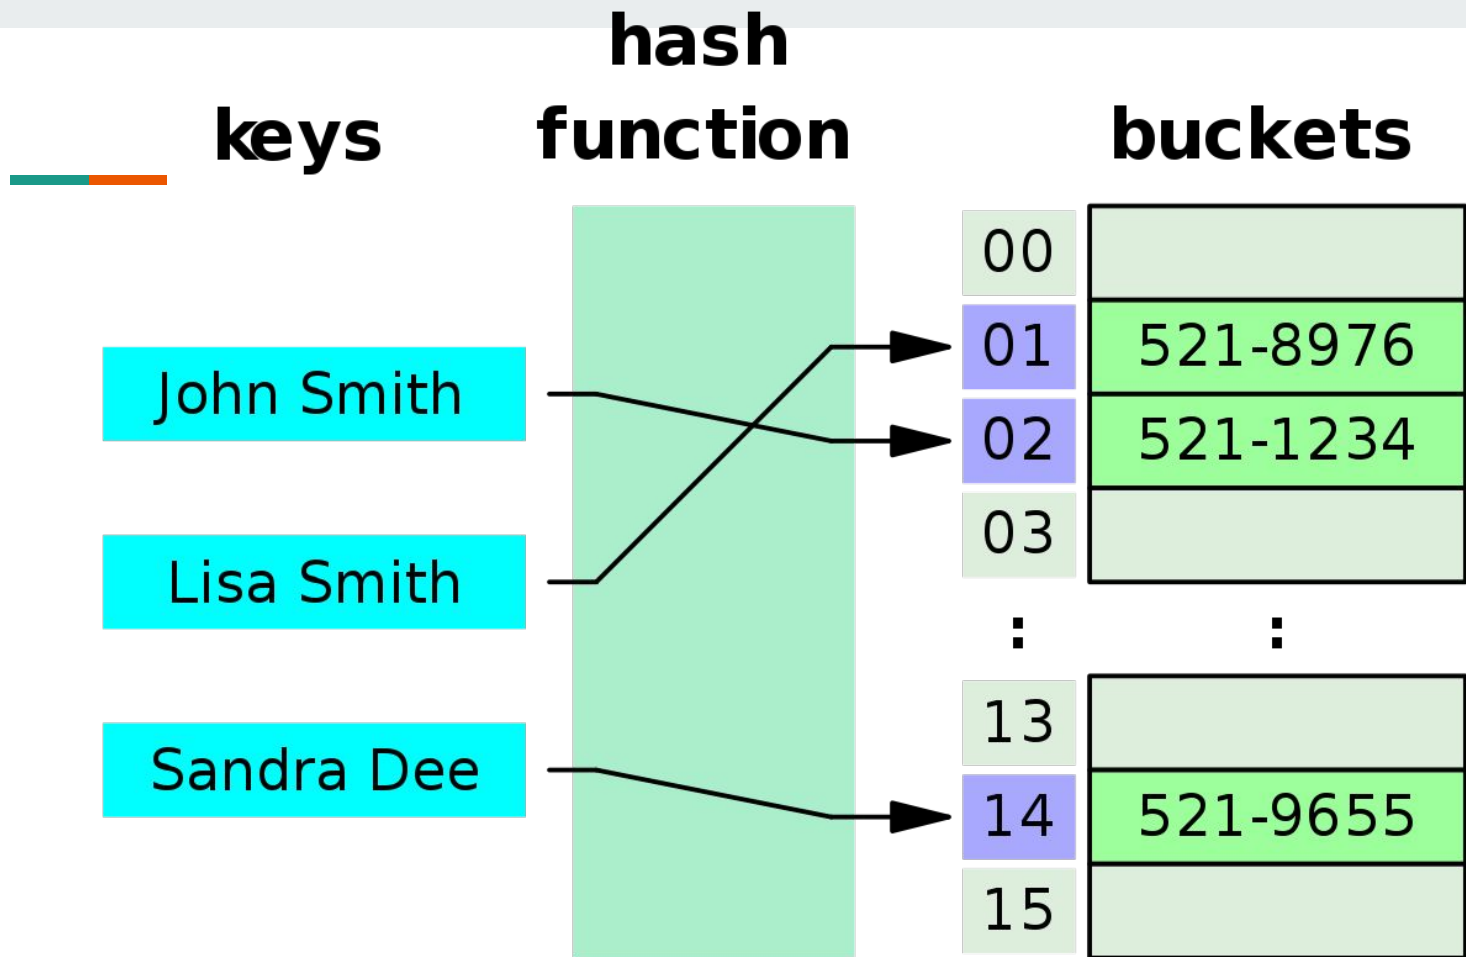 hash
keys function buckets
00
01 521-8976
John Smith
02 521-1234
03
Lisa Smith
: :
13
Sandra Dee
14 521-9655
15